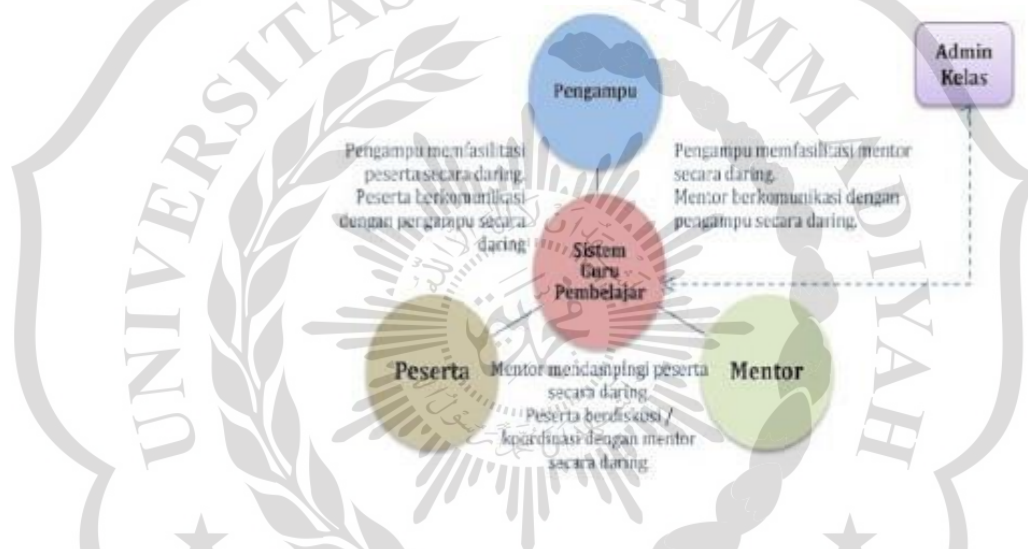 UNIVERSITAS MUHAMMADIYAH
Pengampu
Admin
Kelas
Pengampu memfasilitasi
peserta secara daring.
Peserta berkomunikasi
dengan pengampu secara
daring
Pengampu memfasilitasi mentor
secara daring.
Mentor berkomunikasi dengan
pengampu secara daring.
Sistem
Guru
Pembelajar
Peserta
Mentor mendampingi peserta
secara daring
Peserta berdiskusi /
koordinasi dengan mentor
secara daring
Mentor